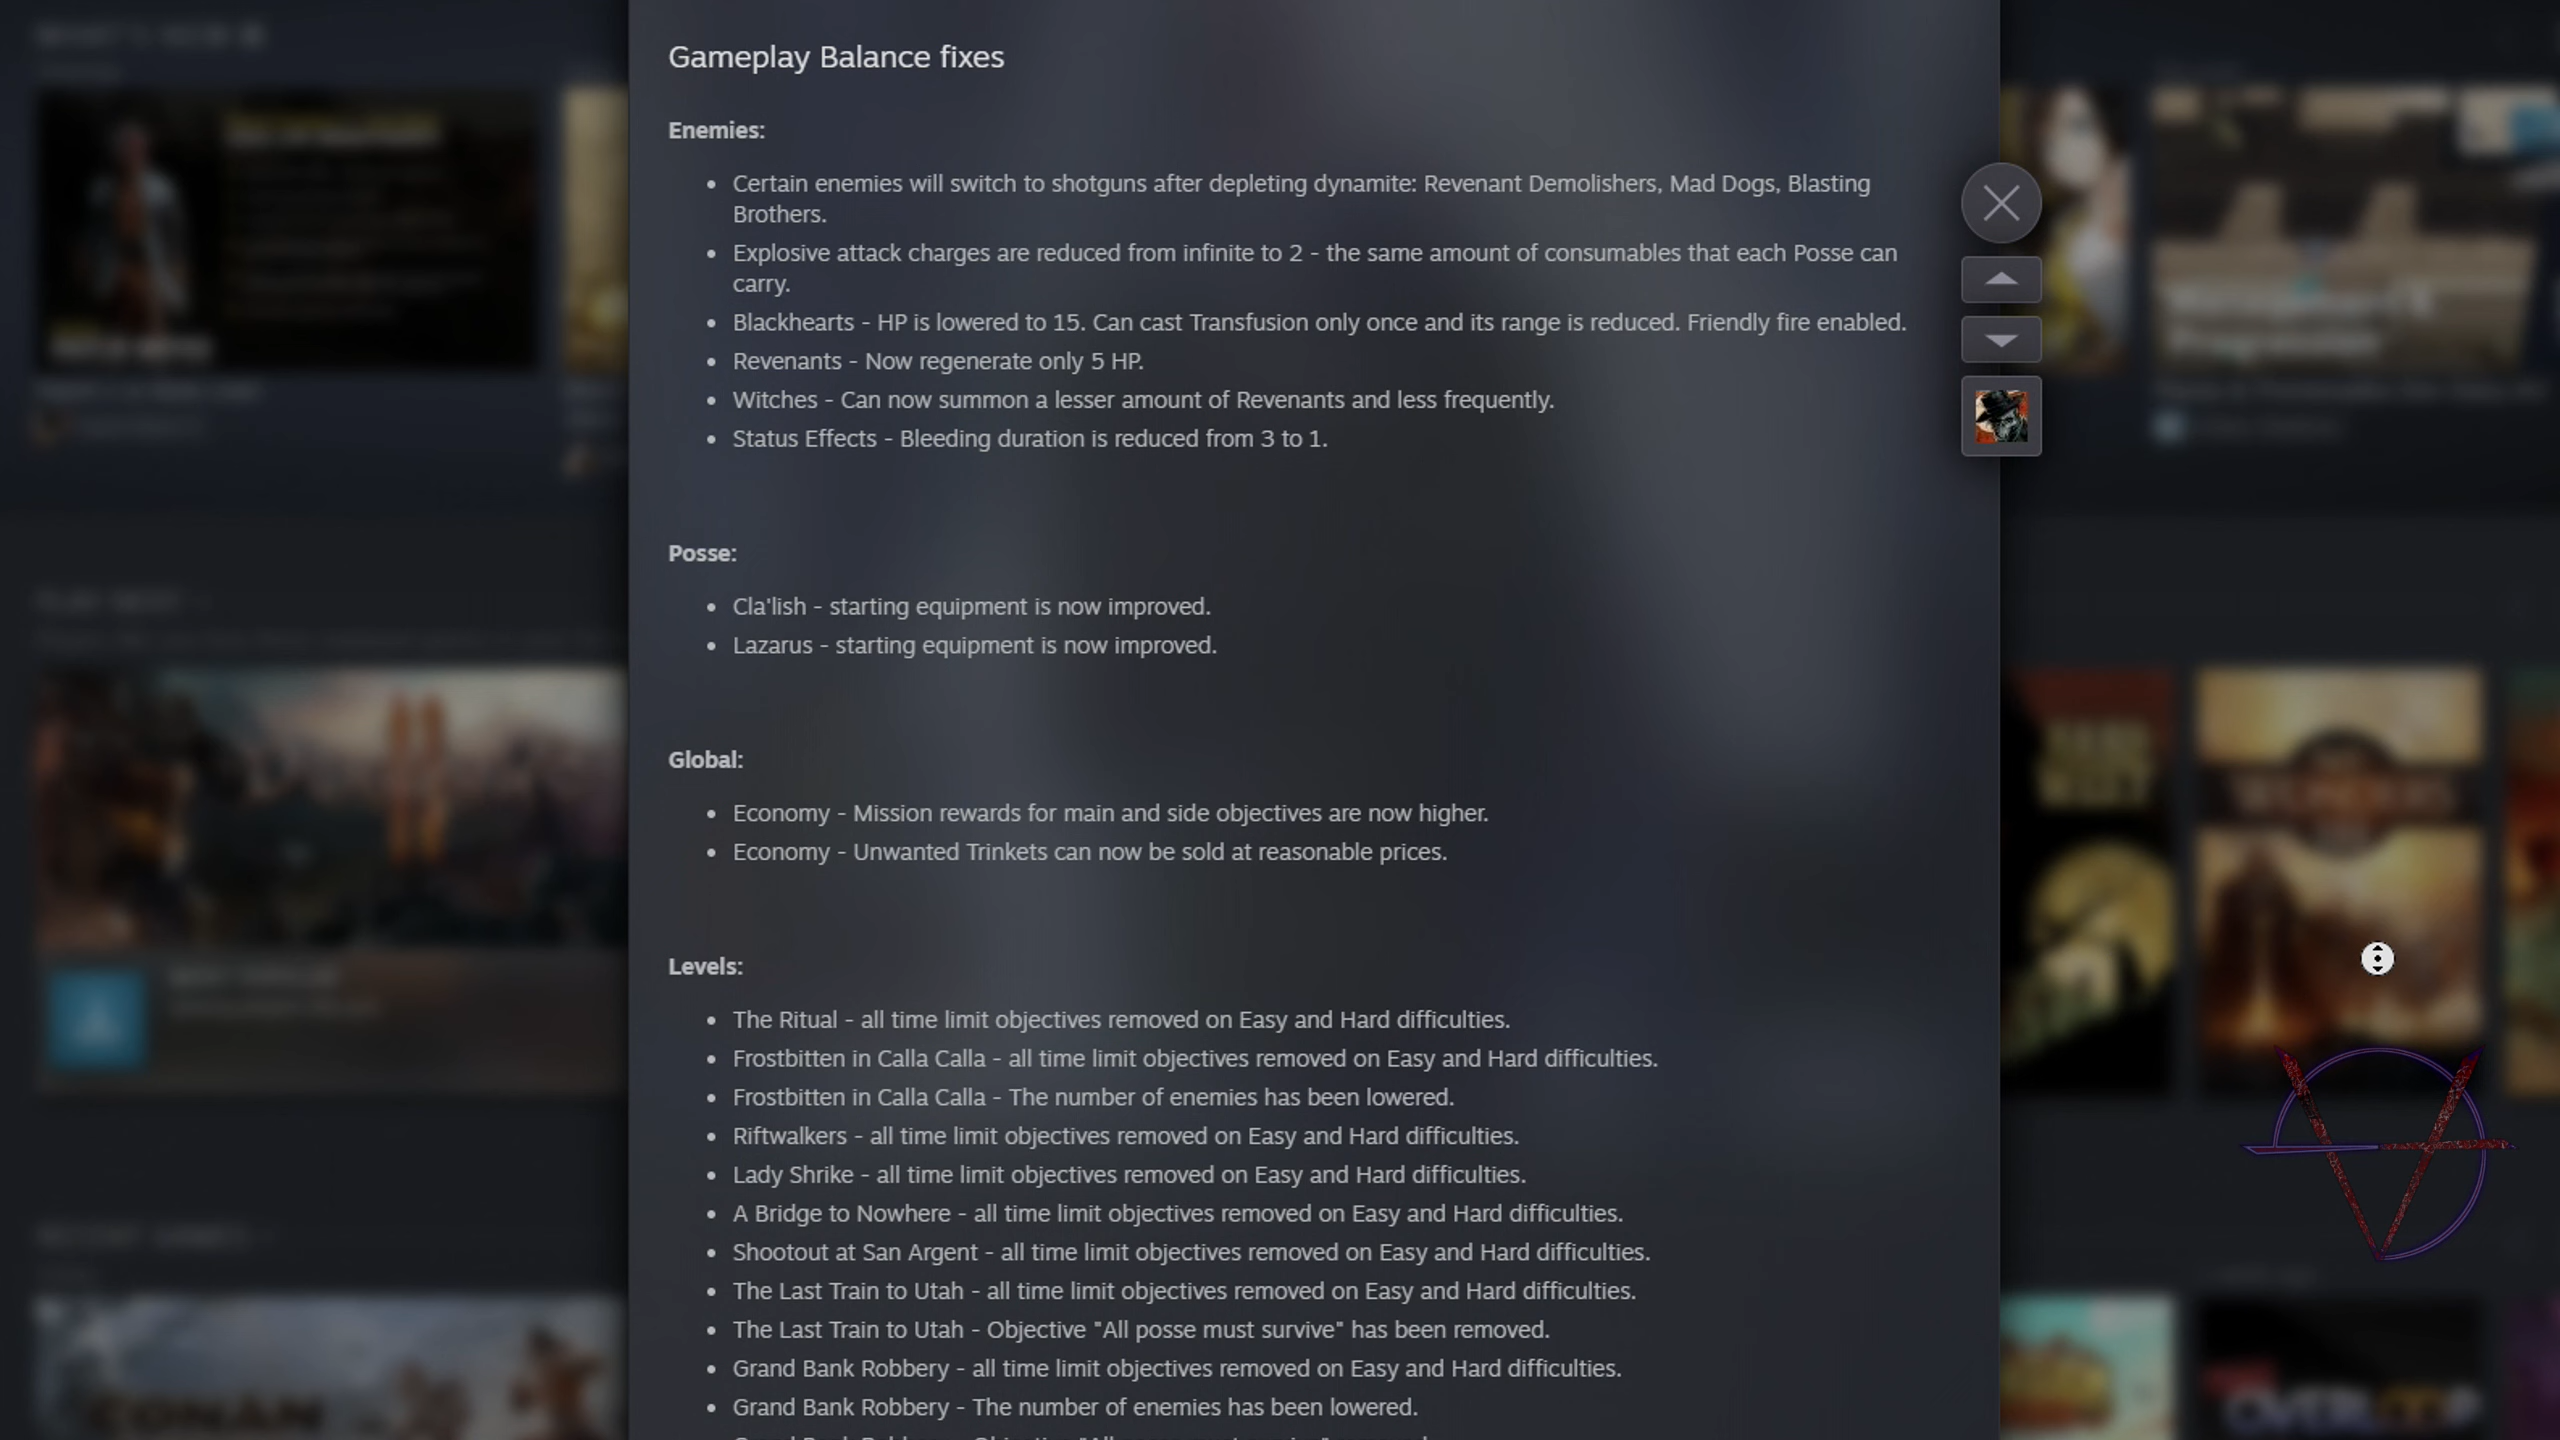 Gameplay Balance fixes
Enemies:
Certain enemies will switch to shotguns after depleting dynamite: Revenant Demolishers, Mad Dogs, Blasting
Brothers.
Explosive attack charges are reduced from infinite to 2 - the same amount of consumables that each Posse can
carry.
Blackhearts - HP is lowered to 15. Can cast Transfusion only once and its range is reduced. Friendly fire enabled.
Revenants - Now regenerate only 5 HP.
Witches - Can now summon a lesser amount of Revenants and less frequently.
Status Effects - Bleeding duration is reduced from 3 to 1.
Posse:
Cla'lish - starting equipment is now improved.
Lazarus - starting equipment is now improved.
Global:
Economy - Mission rewards for main and side objectives are now higher.
Economy - Unwanted Trinkets can now be sold at reasonable prices.
Levels:
The Ritual - all time limit objectives removed on Easy and Hard difficulties.
Frostbitten in Calla Calla - all time limit objectives removed on Easy and Hard difficulties.
Frostbitten in Calla Calla - The number of enemies has been lowered.
Riftwalkers - all time limit objectives removed on Easy and Hard difficulties.
Lady Shrike - all time limit objectives removed on Easy and Hard difficulties.
A Bridge to Nowhere - all time limit objectives removed on Easy and Hard difficulties.
Shootout at San Argent - all time limit objectives removed on Easy and Hard difficulties.
The Last Train to Utah - all time limit objectives removed on Easy and Hard difficulties.
The Last Train to Utah - Objective "All posse must survive" has been removed.
Grand Bank Robbery - all time limit objectives removed on Easy and Hard difficulties.
Grand Bank Robbery - The number of enemies has been lowered.
CONAN